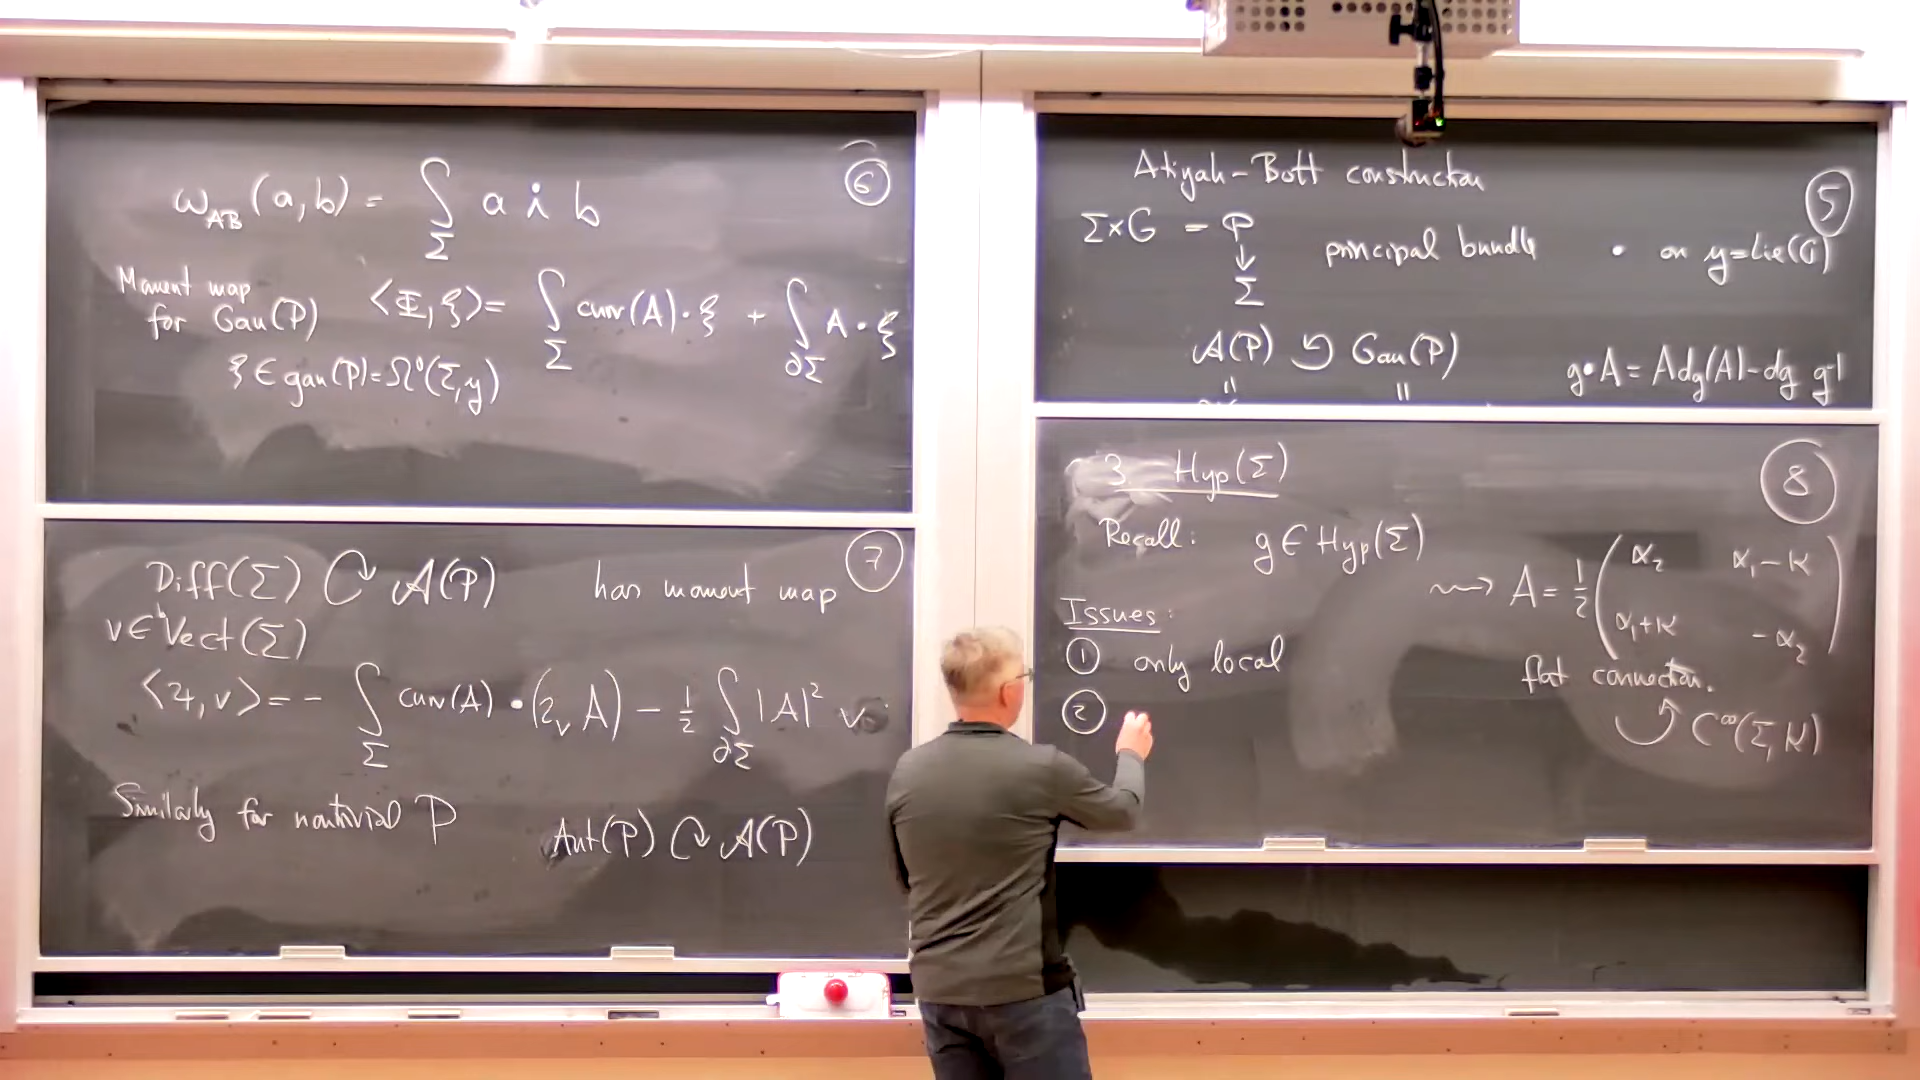 ⑤
Atiyah-Bott construction
Σ×G = P
↓
Σ
principal bundle
• on 𝔤=Lie(G)
𝒜(P) ↺ Gau(P)
"
"
g•A = Ad_g(A) - dg g⁻¹
⑥
ω_AB(a,b) = ∫_Σ a ∧̇ b
Moment map
for Gau(P)
⟨Φ,ξ⟩ = ∫_Σ curv(A)·ξ + ∫_∂Σ A·ξ
ξ ∈ gau(P) = Ω⁰(Σ,𝔤)
⑦
Diff(Σ) ↻ 𝒜(P) has moment map
v ∈ Vect(Σ)
⟨Ψ,v⟩ = - ∫_Σ curv(A)•(ι_v A) - 1/2 ∫_∂Σ |A|² v
Similarly for nontrivial P
Aut(P) ↻ 𝒜(P)
⑧
3. Hyp(Σ)
Recall: g ∈ Hyp(Σ)
⇝ A = 1/2 ( α₂ α₁-κ
α₁+κ -α₂ )
flat connection.
↺ C^∞(Σ,K)
Issues:
① only local
②